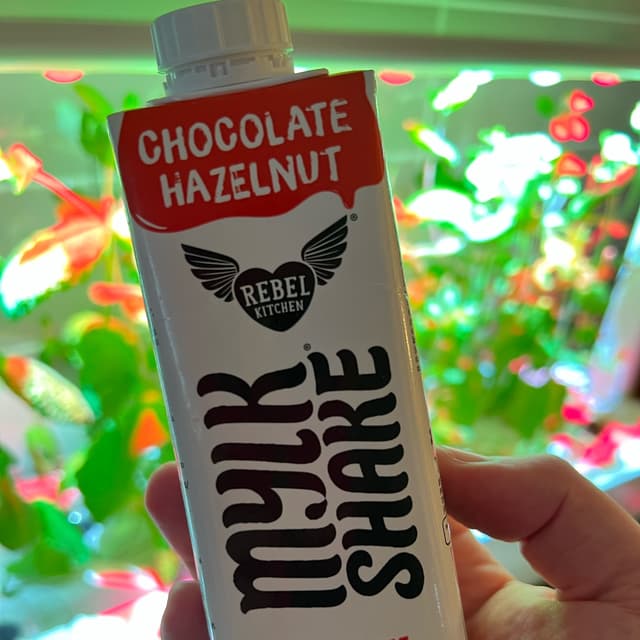 CHOCOLATE
HAZELNUT
®
REBEL
KITCHEN
MYLK®
SHAKE